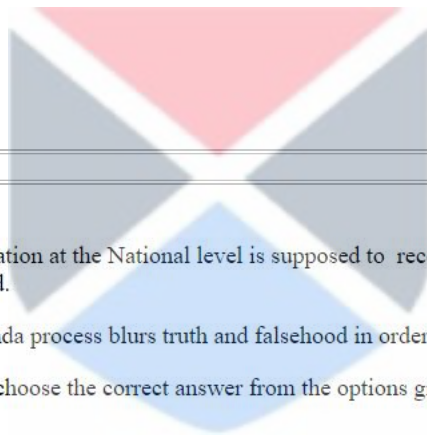 ation at the National level is supposed to rec
d.
da process blurs truth and falsehood in order
choose the correct answer from the options g